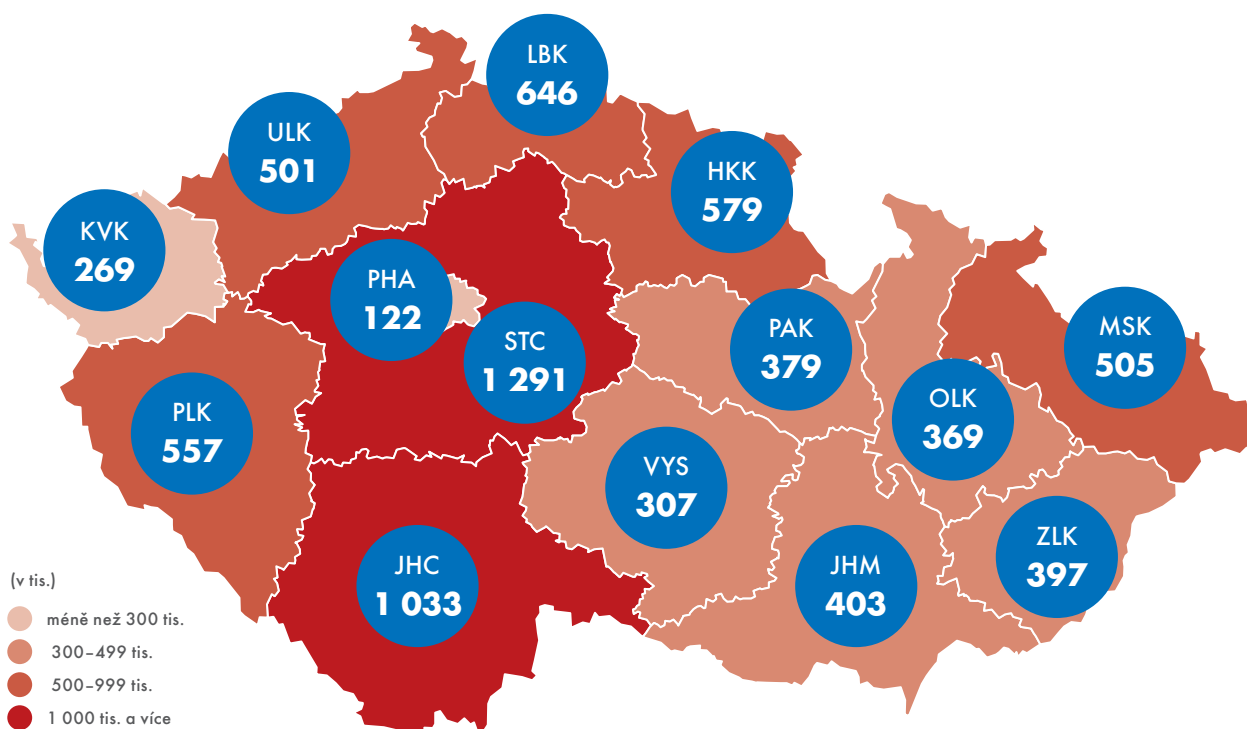 LBK
646
ULK
501
HKK
579
KVK
269
PHA
122
STC
1 291
PAK
379
MSK
505
PLK
557
OLK
369
VYS
307
JHC
1 033
JHM
403
ZLK
397
(v tis.)
méně než 300 tis.
300–499 tis.
500–999 tis.
1 000 tis. a více